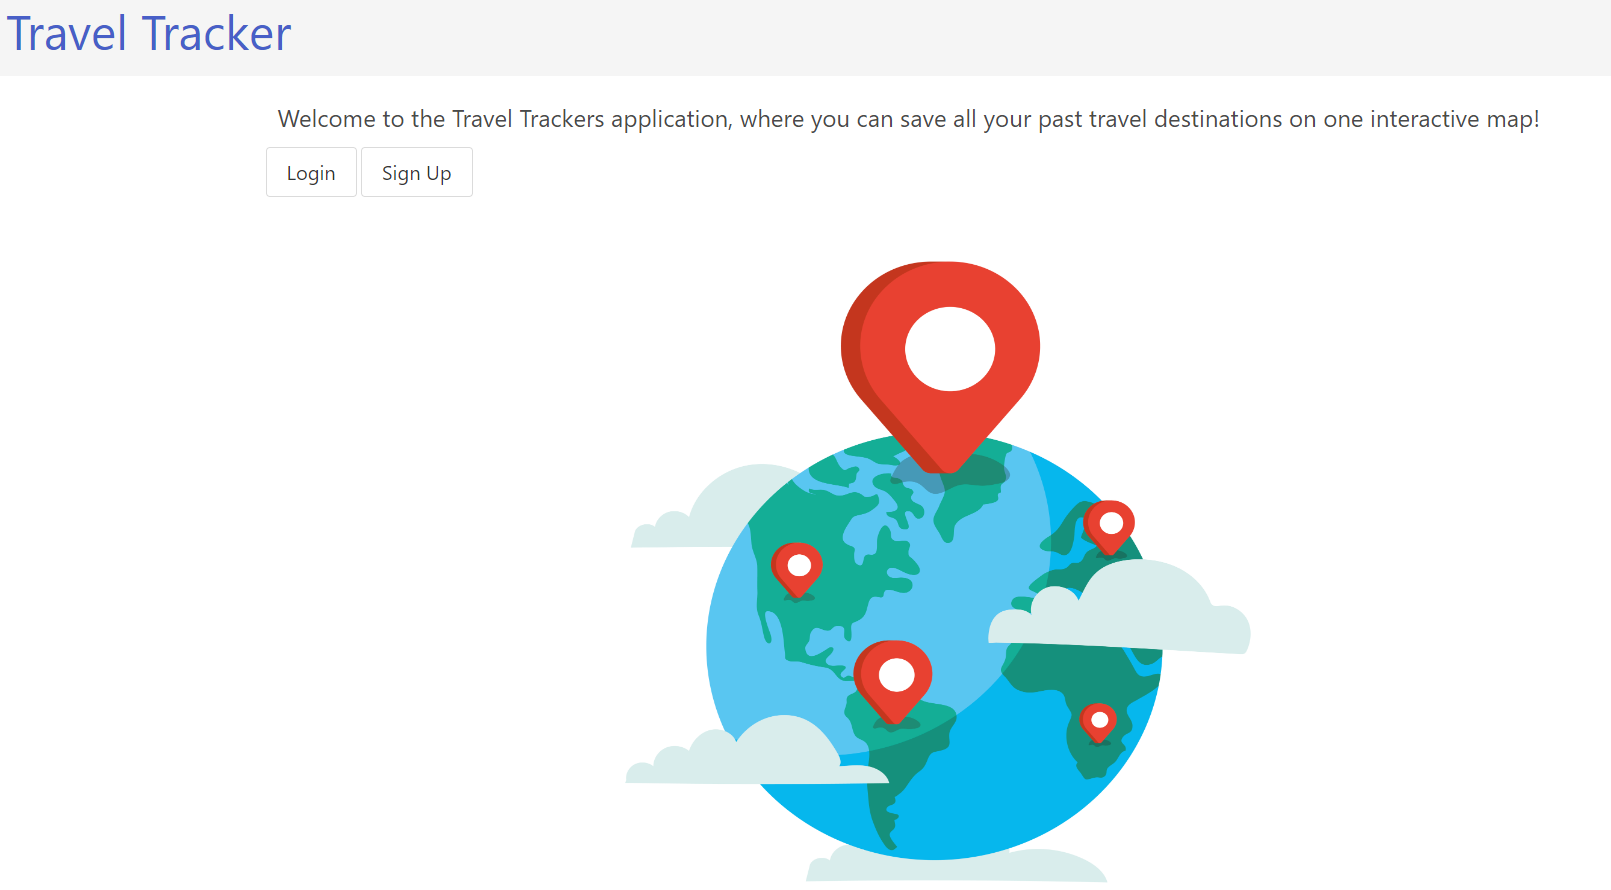 Travel Tracker
Welcome to the Travel Trackers application, where you can save all your past travel destinations on one interactive map!
Login Sign Up